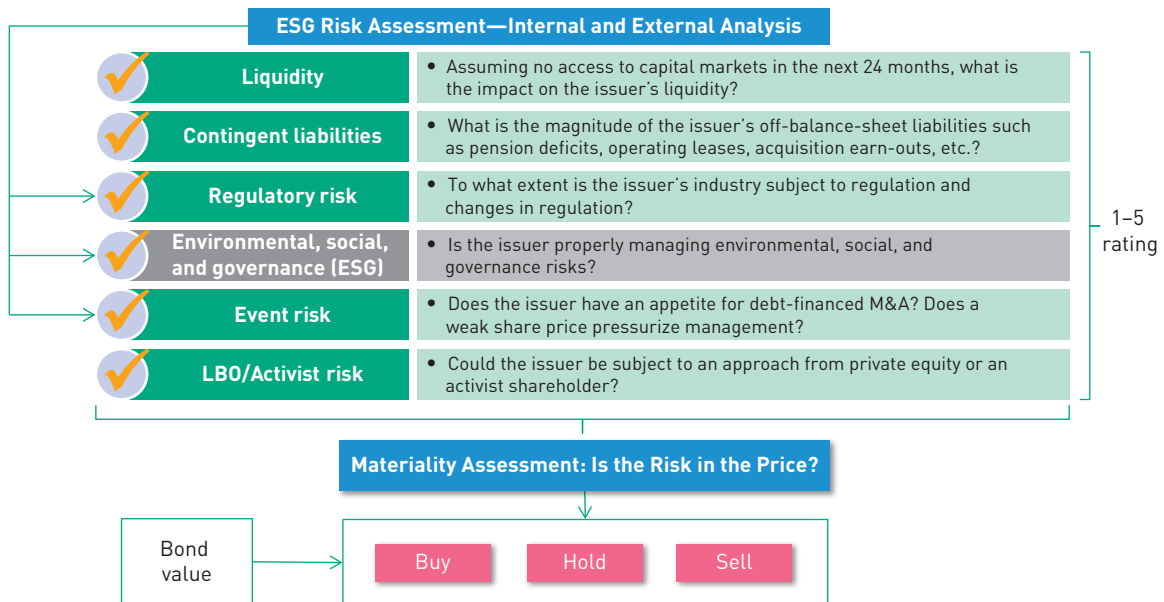 ESG Risk Assessment—Internal and External Analysis
Liquidity
• Assuming no access to capital markets in the next 24 months, what is
the impact on the issuer’s liquidity?
Contingent liabilities
• What is the magnitude of the issuer’s off-balance-sheet liabilities such
as pension deficits, operating leases, acquisition earn-outs, etc.?
Regulatory risk
• To what extent is the issuer’s industry subject to regulation and
changes in regulation?
Environmental, social,
and governance (ESG)
• Is the issuer properly managing environmental, social, and
governance risks?
Event risk
• Does the issuer have an appetite for debt-financed M&A? Does a
weak share price pressurize management?
LBO/Activist risk
• Could the issuer be subject to an approach from private equity or an
activist shareholder?
1–5
rating
Materiality Assessment: Is the Risk in the Price?
Bond
value
Buy
Hold
Sell